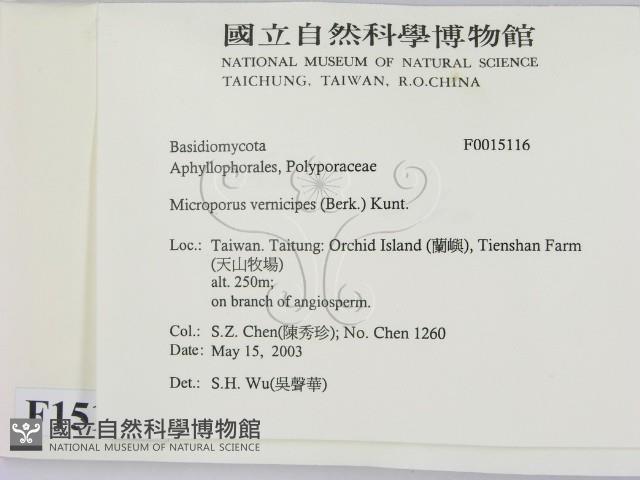 國立自然科學博物館
NATIONAL MUSEUM OF NATURAL SCIENCE
TAICHUNG, TAIWAN, R.O.CHINA
Basidiomycota F0015116
Aphyllophorales, Polyporaceae
Microporus vernicipes (Berk.) Kunt.
Loc.: Taiwan. Taitung: Orchid Island (蘭嶼), Tienshan Farm
(天山牧場)
alt. 250m;
on branch of angiosperm.
Col.: S.Z. Chen(陳秀珍); No. Chen 1260
Date: May 15, 2003
Det.: S.H. Wu(吳聲華)
國立自然科學博物館
NATIONAL MUSEUM OF NATURAL SCIENCE